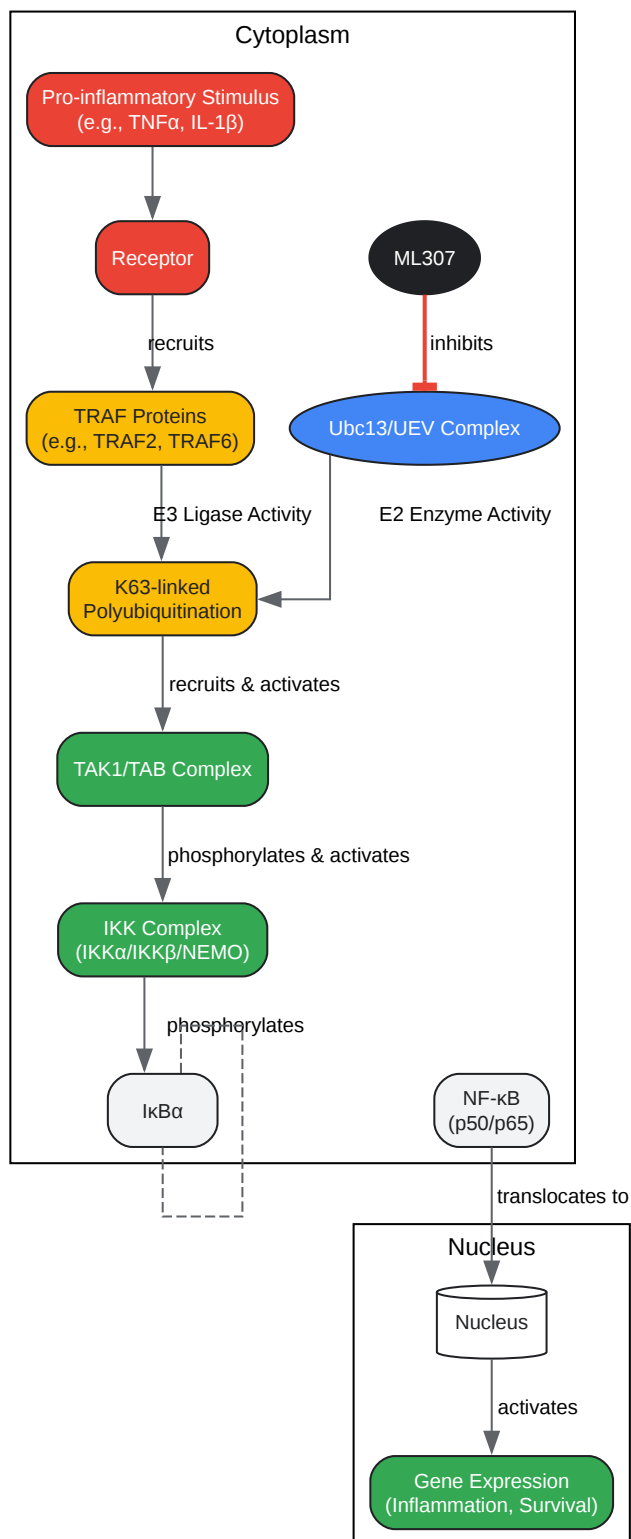 Cytoplasm
Pro-inflammatory Stimulus
(e.g., TNFα, IL-1β)
Receptor
ML307
recruits
inhibits
TRAF Proteins
(e.g., TRAF2, TRAF6)
Ubc13/UEV Complex
E3 Ligase Activity
E2 Enzyme Activity
K63-linked
Polyubiquitination
recruits & activates
TAK1/TAB Complex
phosphorylates & activates
IKK Complex
(IKKα/IKKβ/NEMO)
phosphorylates
IκBα
NF-κB
(p50/p65)
translocates to
Nucleus
Nucleus
activates
Gene Expression
(Inflammation, Survival)